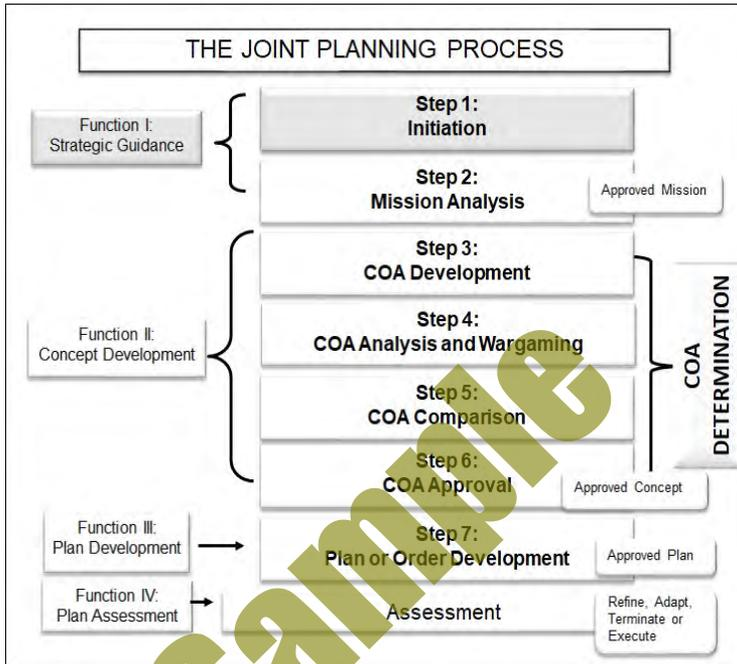 THE JOINT PLANNING PROCESS
Function I:
Strategic Guidance
Step 1:
Initiation
Step 2:
Mission Analysis
Approved Mission
Function II:
Concept Development
Step 3:
COA Development
Step 4:
COA Analysis and Wargaming
Step 5:
COA Comparison
Step 6:
COA Approval
Approved Concept
COA
DETERMINATION
Function III:
Plan Development
Step 7:
Plan or Order Development
Approved Plan
Function IV:
Plan Assessment
Assessment
Refine, Adapt,
Terminate or
Execute
Sample